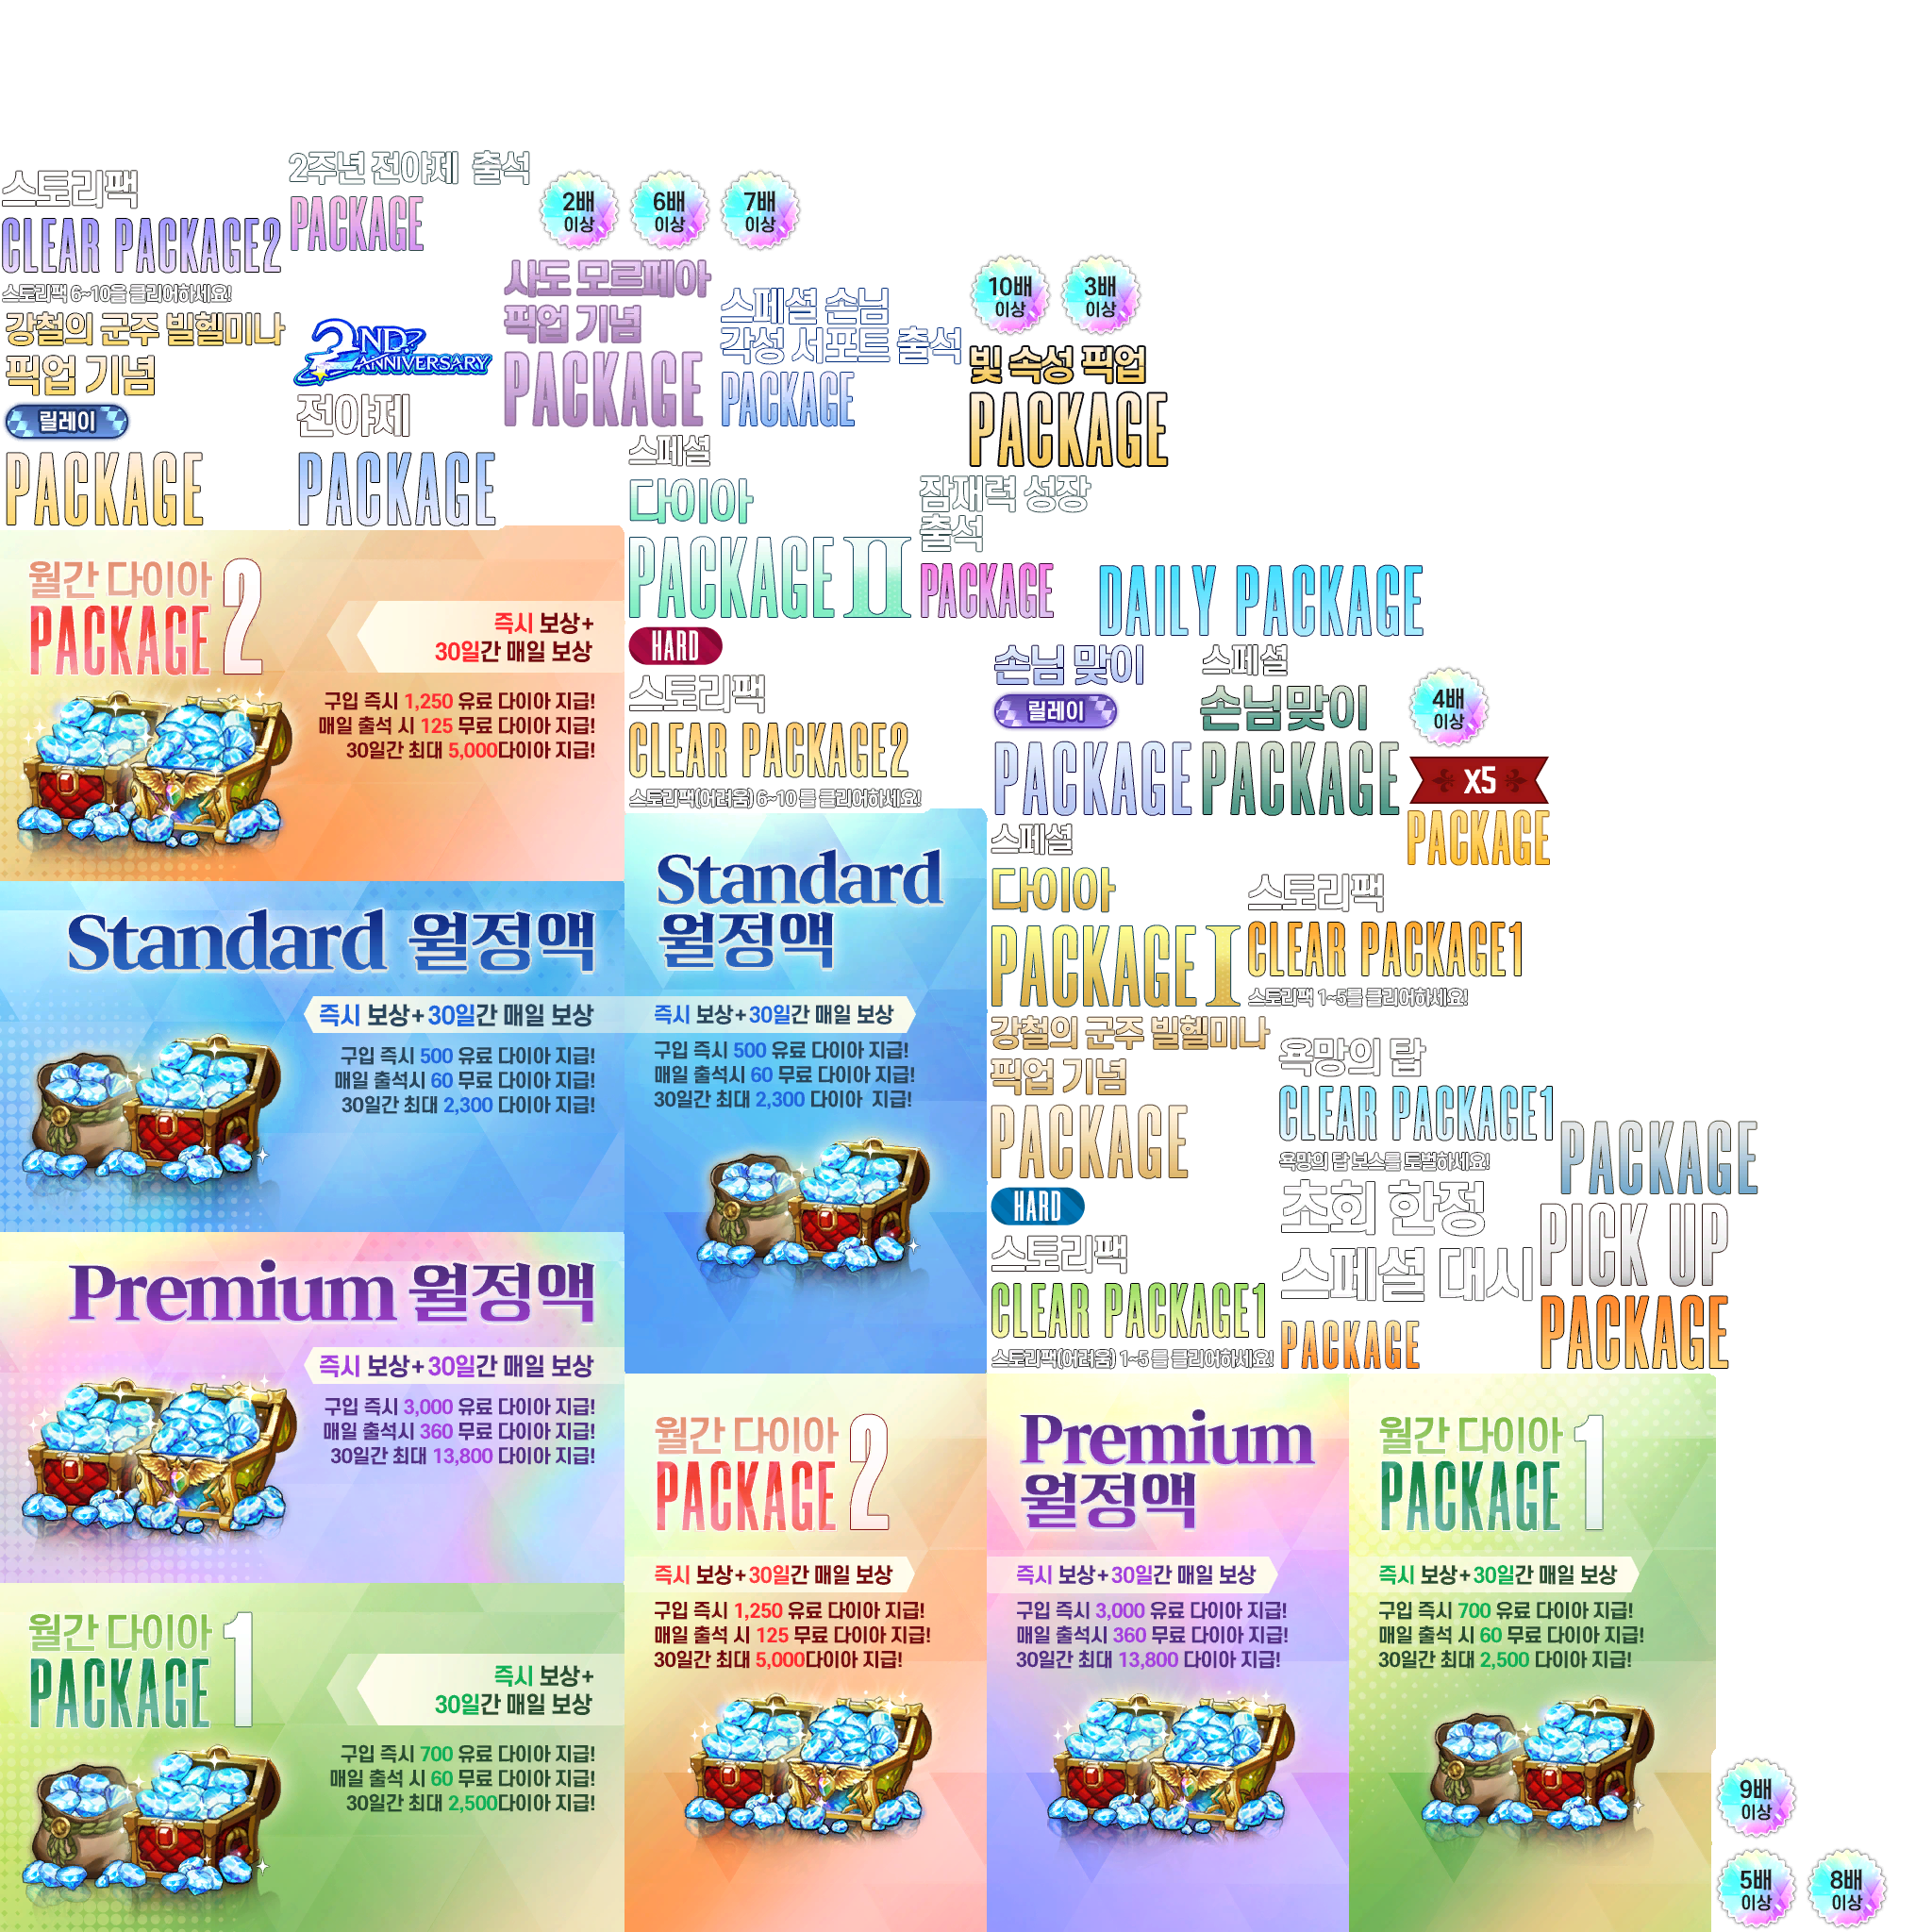 스토리팩
CLEAR PACKAGE2
스토리팩 6~10을 클리어하세요!
2주년 전야제 출석
PACKAGE
2배
이상
6배
이상
7배
이상
강철의 군주 빌헬미나
픽업 기념
릴레이
PACKAGE
2ND
ANNIVERSARY
전야제
PACKAGE
사도 모르페아
픽업 기념
PACKAGE
스페셜 손님
각성 서포트 출석
PACKAGE
10배
이상
3배
이상
빛 속성 픽업
PACKAGE
스페셜
다이아
PACKAGE II
잠재력 성장
출석
PACKAGE
DAILY PACKAGE
HARD
스토리팩
CLEAR PACKAGE2
스토리팩(어려움) 6~10 를 클리어하세요!
손님 맞이
릴레이
PACKAGE
스페셜
손님맞이
PACKAGE
4배
이상
X5
PACKAGE
월간 다이아
PACKAGE 2
즉시 보상+
30일간 매일 보상
구입 즉시 1,250 유료 다이아 지급!
매일 출석 시 125 무료 다이아 지급!
30일간 최대 5,000다이아 지급!
Standard 월정액
즉시 보상+30일간 매일 보상
구입 즉시 500 유료 다이아 지급!
매일 출석시 60 무료 다이아 지급!
30일간 최대 2,300 다이아 지급!
Standard
월정액
즉시 보상+30일간 매일 보상
구입 즉시 500 유료 다이아 지급!
매일 출석시 60 무료 다이아 지급!
30일간 최대 2,300 다이아 지급!
스페셜
다이아
PACKAGE I
스토리팩
CLEAR PACKAGE1
스토리팩 1~5를 클리어하세요!
강철의 군주 빌헬미나
픽업 기념
PACKAGE
욕망의 탑
CLEAR PACKAGE1
욕망의 탑 보스를 토벌하세요!
PACKAGE
HARD
스토리팩
CLEAR PACKAGE1
스토리팩(어려움) 1~5 를 클리어하세요!
초회 한정
스페셜 대시
PACKAGE
PICK UP
PACKAGE
Premium 월정액
즉시 보상+30일간 매일 보상
구입 즉시 3,000 유료 다이아 지급!
매일 출석시 360 무료 다이아 지급!
30일간 최대 13,800 다이아 지급!
월간 다이아
PACKAGE 1
즉시 보상+
30일간 매일 보상
구입 즉시 700 유료 다이아 지급!
매일 출석 시 60 무료 다이아 지급!
30일간 최대 2,500다이아 지급!
월간 다이아
PACKAGE 2
즉시 보상+30일간 매일 보상
구입 즉시 1,250 유료 다이아 지급!
매일 출석 시 125 무료 다이아 지급!
30일간 최대 5,000다이아 지급!
Premium
월정액
즉시 보상+30일간 매일 보상
구입 즉시 3,000 유료 다이아 지급!
매일 출석시 360 무료 다이아 지급!
30일간 최대 13,800 다이아 지급!
월간 다이아
PACKAGE 1
즉시 보상+30일간 매일 보상
구입 즉시 700 유료 다이아 지급!
매일 출석 시 60 무료 다이아 지급!
30일간 최대 2,500 다이아 지급!
9배
이상
5배
이상
8배
이상